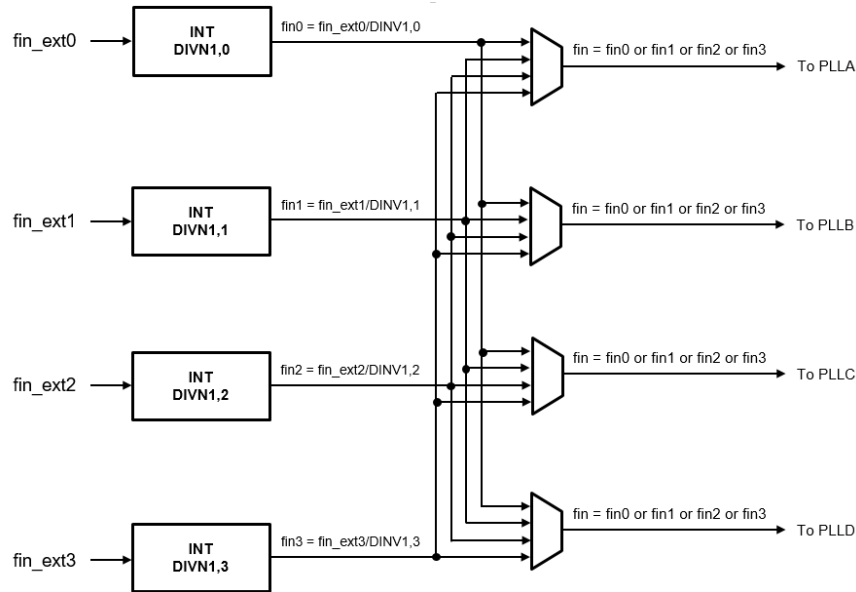 fin_ext0
INT
DIVN1,0
fin0 = fin_ext0/DINV1,0
fin = fin0 or fin1 or fin2 or fin3
To PLLA
fin_ext1
INT
DIVN1,1
fin1 = fin_ext1/DINV1,1
fin = fin0 or fin1 or fin2 or fin3
To PLLB
fin_ext2
INT
DIVN1,2
fin2 = fin_ext2/DINV1,2
fin = fin0 or fin1 or fin2 or fin3
To PLLC
fin_ext3
INT
DIVN1,3
fin3 = fin_ext3/DINV1,3
fin = fin0 or fin1 or fin2 or fin3
To PLLD